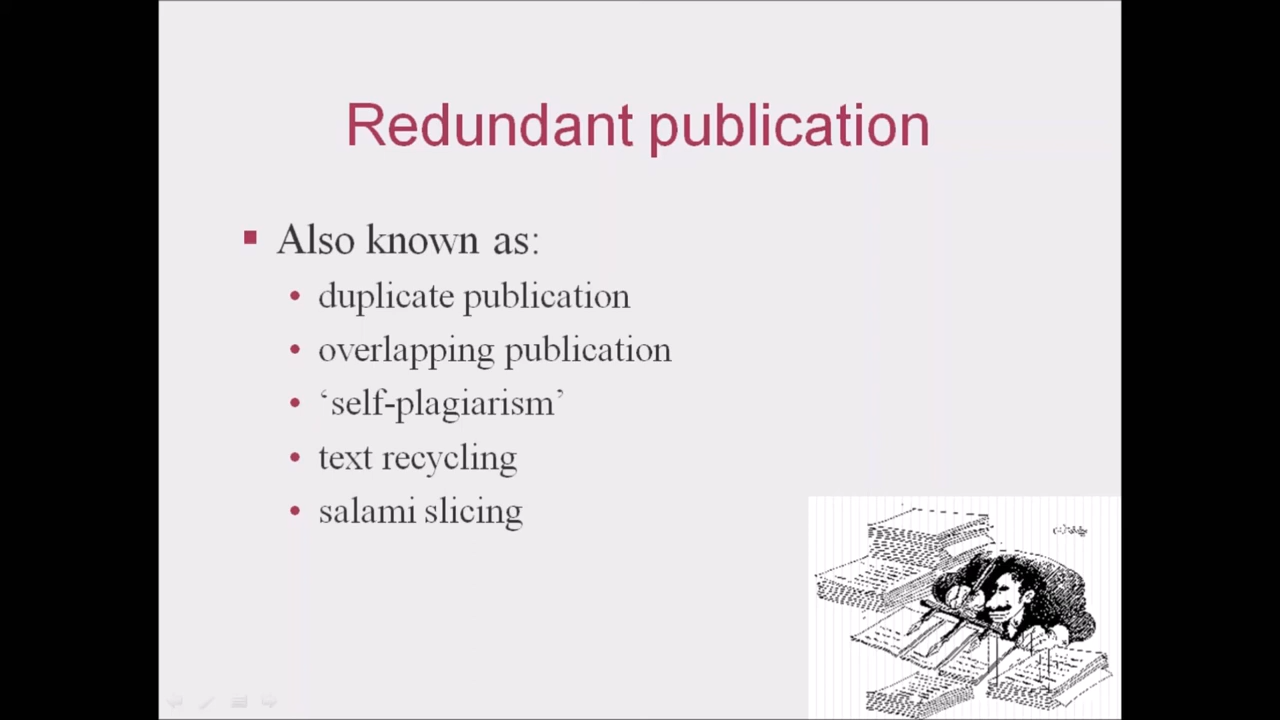 Redundant publication
Also known as:
duplicate publication
overlapping publication
‘self-plagiarism’
text recycling
salami slicing